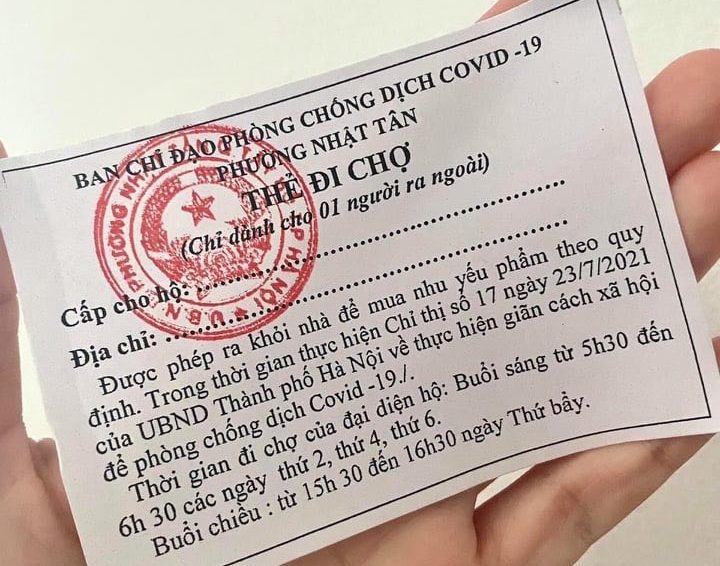 BAN CHỈ ĐẠO PHÒNG CHỐNG DỊCH COVID -19
PHƯỜNG NHẬT TÂN
THẺ ĐI CHỢ
(Chỉ dành cho 01 người ra ngoài)
Cấp cho hộ: ..........................................
Địa chỉ: ..........................................
Được phép ra khỏi nhà để mua nhu yếu phẩm theo quy
định. Trong thời gian thực hiện Chỉ thị số 17 ngày 23/7/2021
của UBND Thành phố Hà Nội về thực hiện giãn cách xã hội
để phòng chống dịch Covid -19./.
Thời gian đi chợ của đại diện hộ: Buổi sáng từ 5h30 đến
6h 30 các ngày thứ 2, thứ 4, thứ 6.
Buổi chiều : từ 15h 30 đến 16h30 ngày Thứ bẩy.
U.B.N
PHƯỜNG
HÀ NỘI